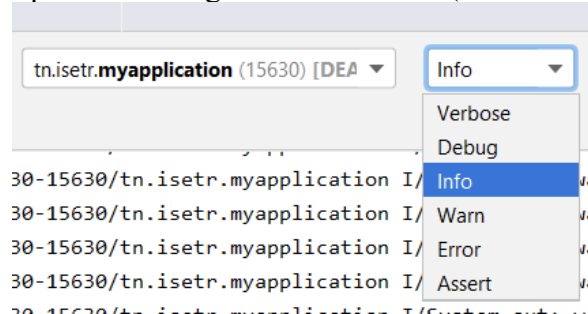 tn.isetr.myapplication (15630) [DEA
Info
Verbose
Debug
30-15630/tn.isetr.myapplication I/
Info
30-15630/tn.isetr.myapplication I/
Warn
30-15630/tn.isetr.myapplication I/
Error
30-15630/tn.isetr.myapplication I/
Assert